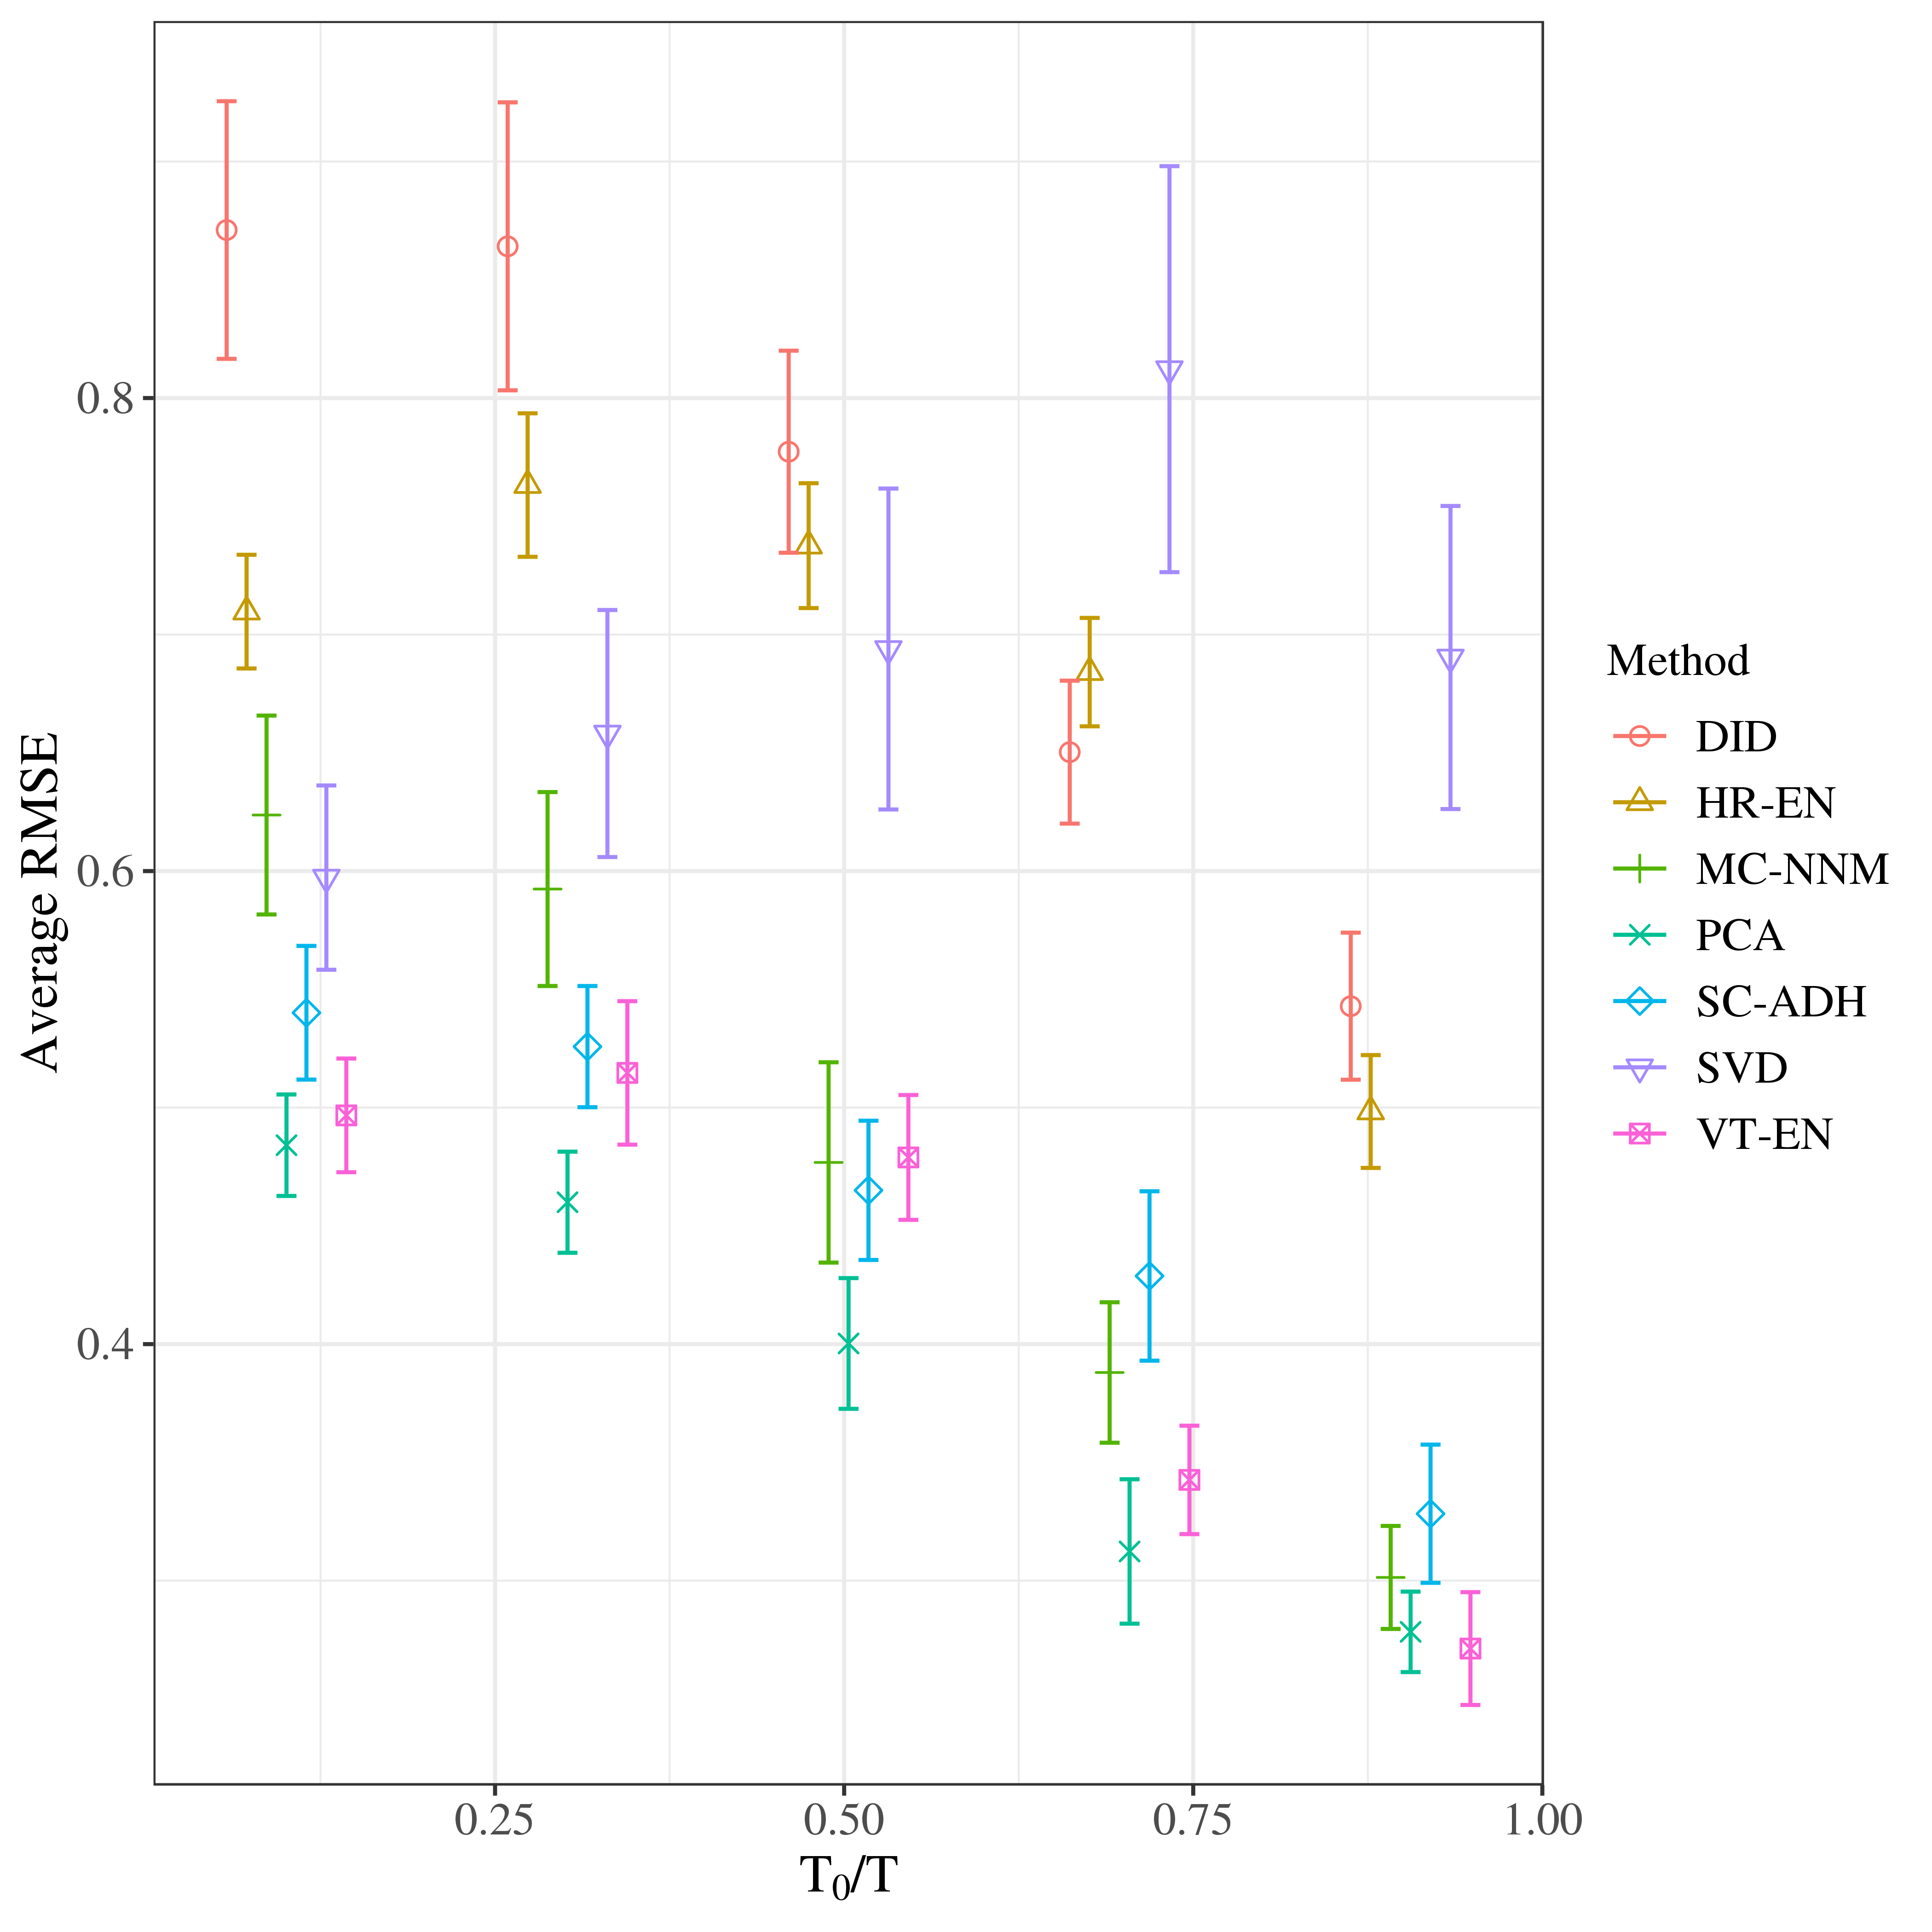 Average RMSE
0.8
0.6
0.4
0.25 0.50 0.75 1.00
T₀/T
Method
DID
HR-EN
MC-NNM
PCA
SC-ADH
SVD
VT-EN